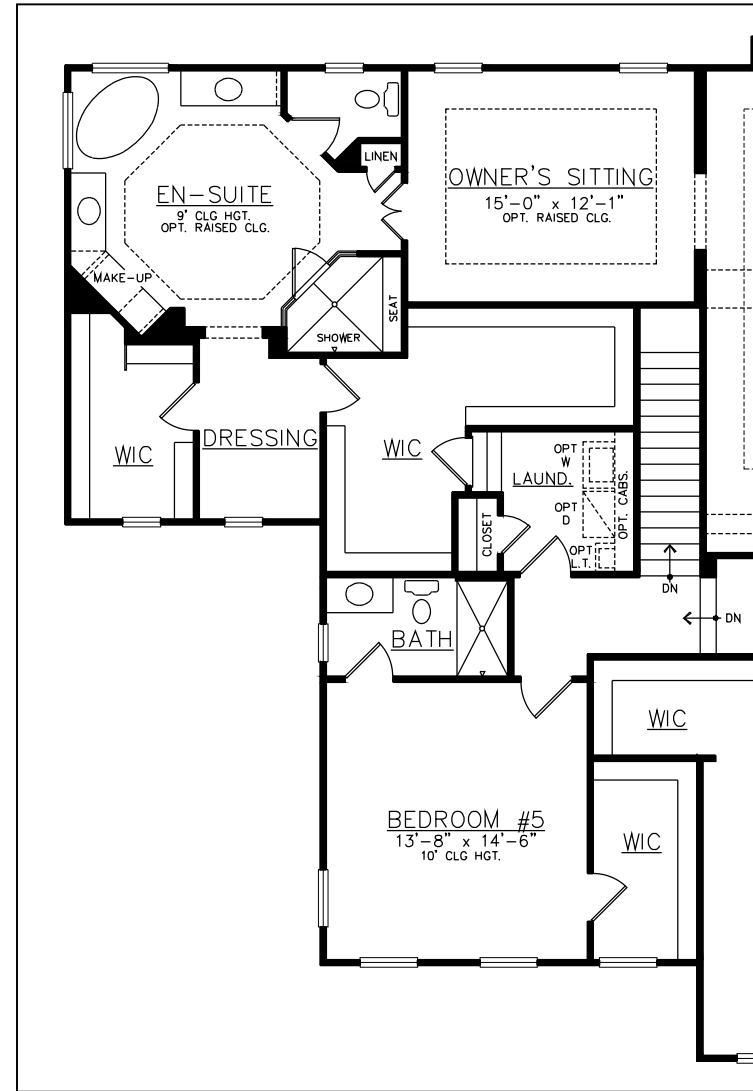 LINEN
OWNER'S SITTING
15'-0" x 12'-1"
OPT. RAISED CLG.
EN-SUITE
9' CLG HGT.
OPT. RAISED CLG.
MAKE-UP
SEAT
SHOWER
WIC
DRESSING
WIC
OPT
W
LAUND.
OPT
D
OPT. CABS.
CLOSET
OPT
L.T.
DN
DN
BATH
WIC
BEDROOM #5
13'-8" x 14'-6"
10' CLG HGT.
WIC